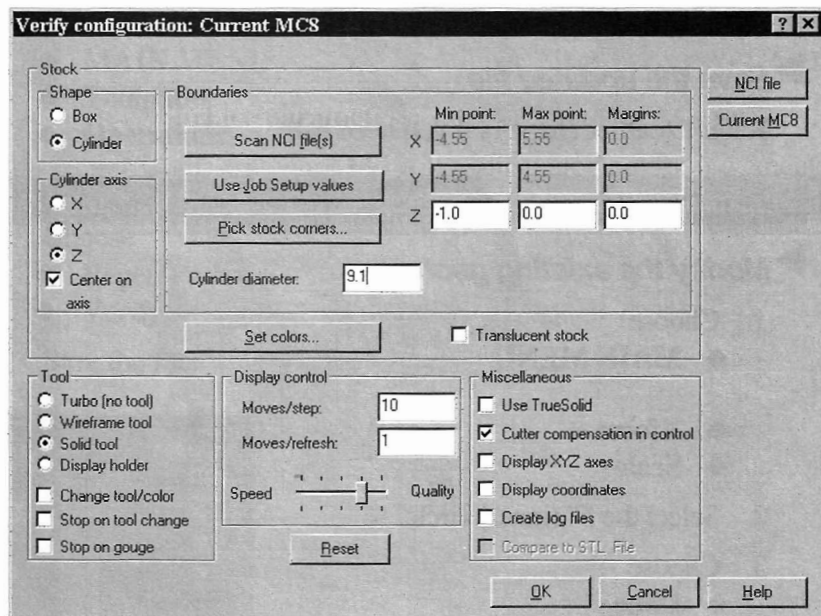 Verify configuration: Current MC8
Stock
Shape
Box
Cylinder
Cylinder axis
X
Y
Z
Center on
axis
Boundaries
Scan NCI file(s)
Use Job Setup values
Pick stock corners...
Min point: Max point: Margins:
X -4.55 5.55 0.0
Y -4.55 4.55 0.0
Z -1.0 0.0 0.0
Cylinder diameter: 9.1
Set colors...
Translucent stock
NCI file
Current MC8
Tool
Turbo (no tool)
Wireframe tool
Solid tool
Display holder
Change tool/color
Stop on tool change
Stop on gouge
Display control
Moves/step: 10
Moves/refresh: 1
Speed Quality
Reset
Miscellaneous
Use TrueSolid
Cutter compensation in control
Display XYZ axes
Display coordinates
Create log files
Compare to STL File
OK Cancel Help